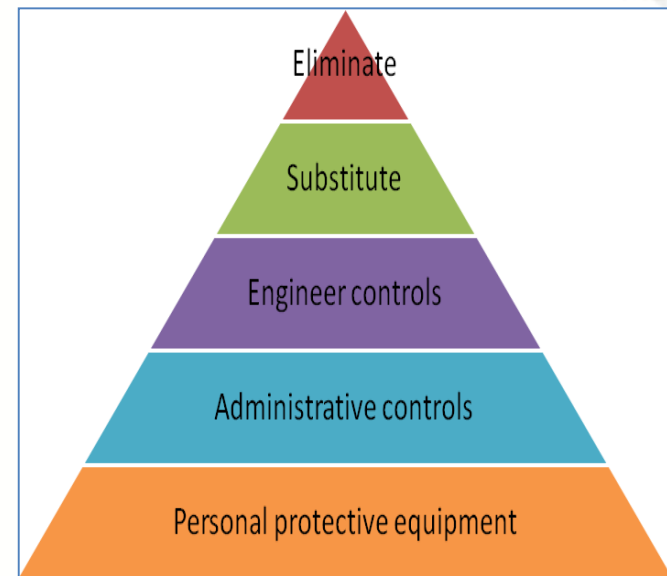 Eliminate
Substitute
Engineer controls
Administrative controls
Personal protective equipment